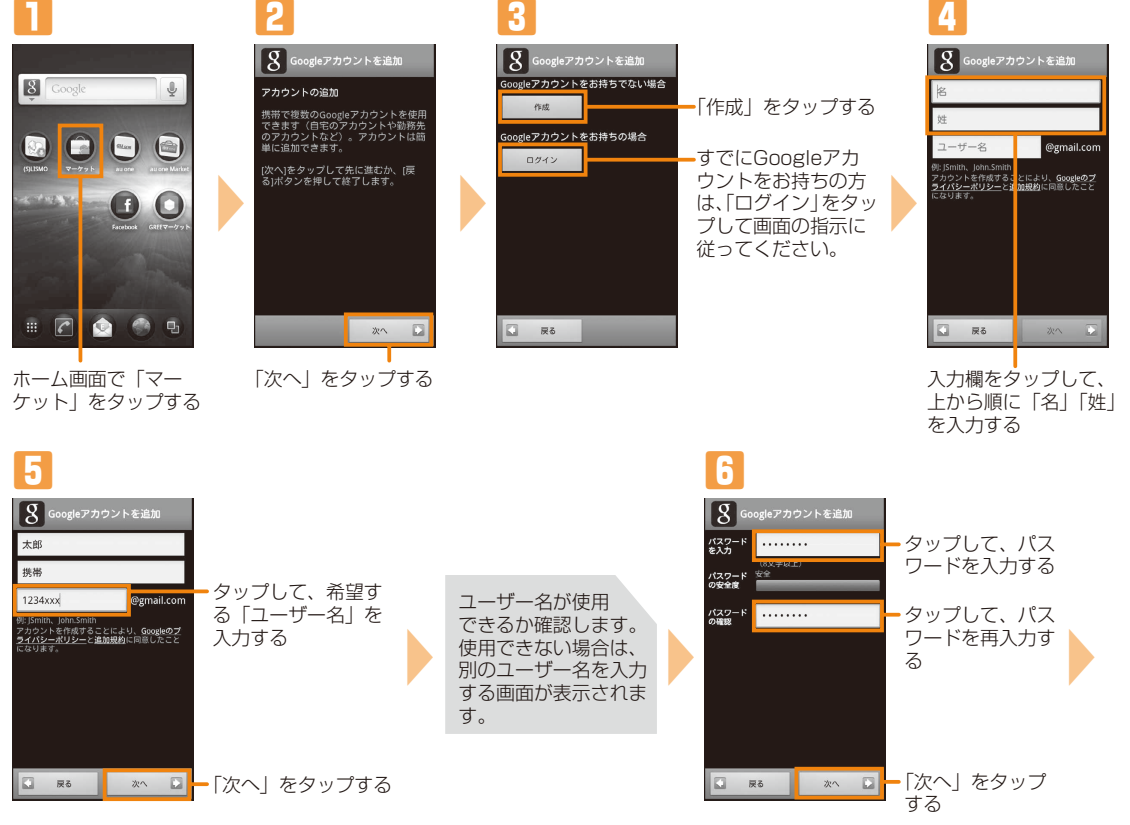 1
Google
(S)LISMO
マーケット
au one
au one Market
Facebook
GREEマーケット
ホーム画面で「マー
ケット」をタップする
2
Googleアカウントを追加
アカウントの追加
携帯で複数のGoogleアカウントを使用
できます（自宅のアカウントや勤務先
のアカウントなど）。アカウントは簡
単に追加できます。
[次へ]をタップして先に進むか、[戻
る]ボタンを押して終了します。
次へ
「次へ」をタップする
3
Googleアカウントを追加
Googleアカウントをお持ちでない場合
作成
Googleアカウントをお持ちの場合
ログイン
戻る
「作成」をタップする
すでにGoogleアカ
ウントをお持ちの方
は、「ログイン」をタッ
プして画面の指示に
従ってください。
4
Googleアカウントを追加
名
姓
ユーザー名 @gmail.com
例: JSmith、John.Smith
アカウントを作成することにより、Googleのプ
ライバシーポリシーと追加規約に同意したこと
になります。
戻る 次へ
入力欄をタップして、
上から順に「名」「姓」
を入力する
5
Googleアカウントを追加
太郎
携帯
1234xxx @gmail.com
例: JSmith、John.Smith
アカウントを作成することにより、Googleのプ
ライバシーポリシーと追加規約に同意したこと
になります。
戻る 次へ
タップして、希望す
る「ユーザー名」を
入力する
「次へ」をタップする
ユーザー名が使用
できるか確認します。
使用できない場合は、
別のユーザー名を入力
する画面が表示されま
す。
6
Googleアカウントを追加
パスワード
を入力
........
（8文字以上）
パスワード
の安全度
安全
パスワード
の確認
........
戻る 次へ
タップして、パス
ワードを入力する
タップして、パス
ワードを再入力す
る
「次へ」をタップ
する